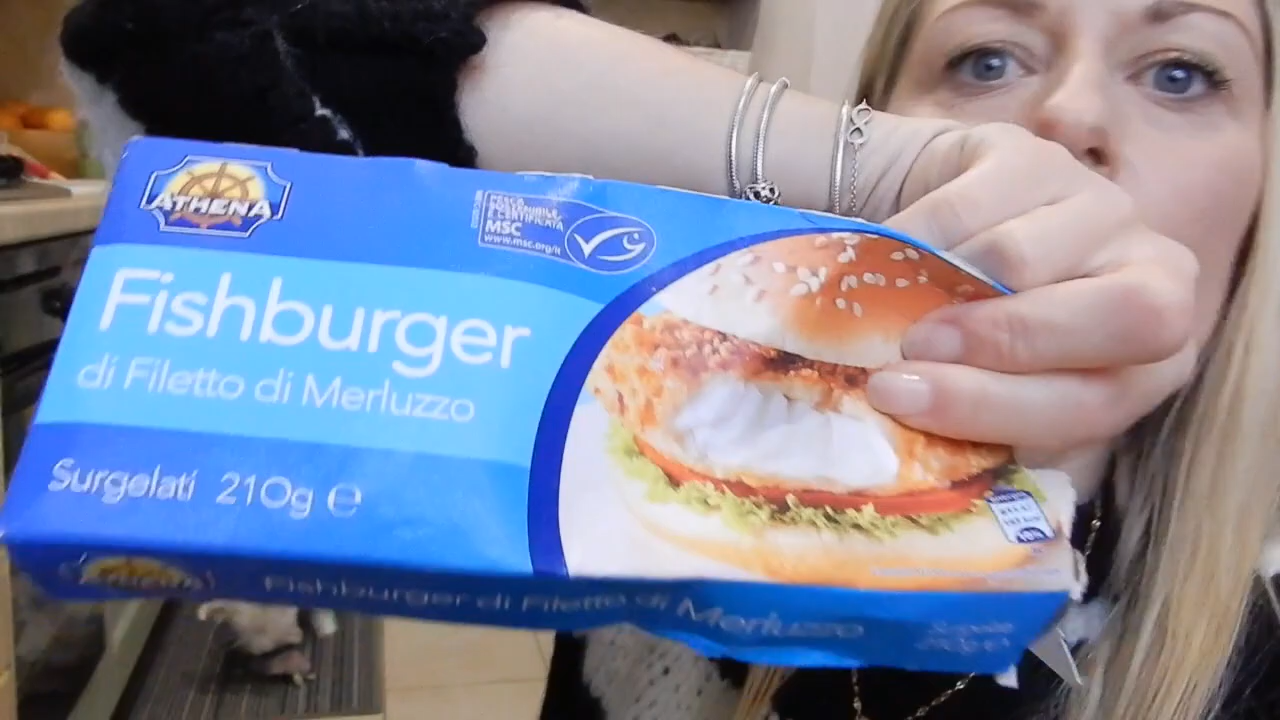 ATHENA
PESCA
SOSTENIBILE
E CERTIFICATA
MSC
www.msc.org/it
Fishburger
di Filetto di Merluzzo
Surgelati 210g e
Fishburger di Filetto di Merluzzo